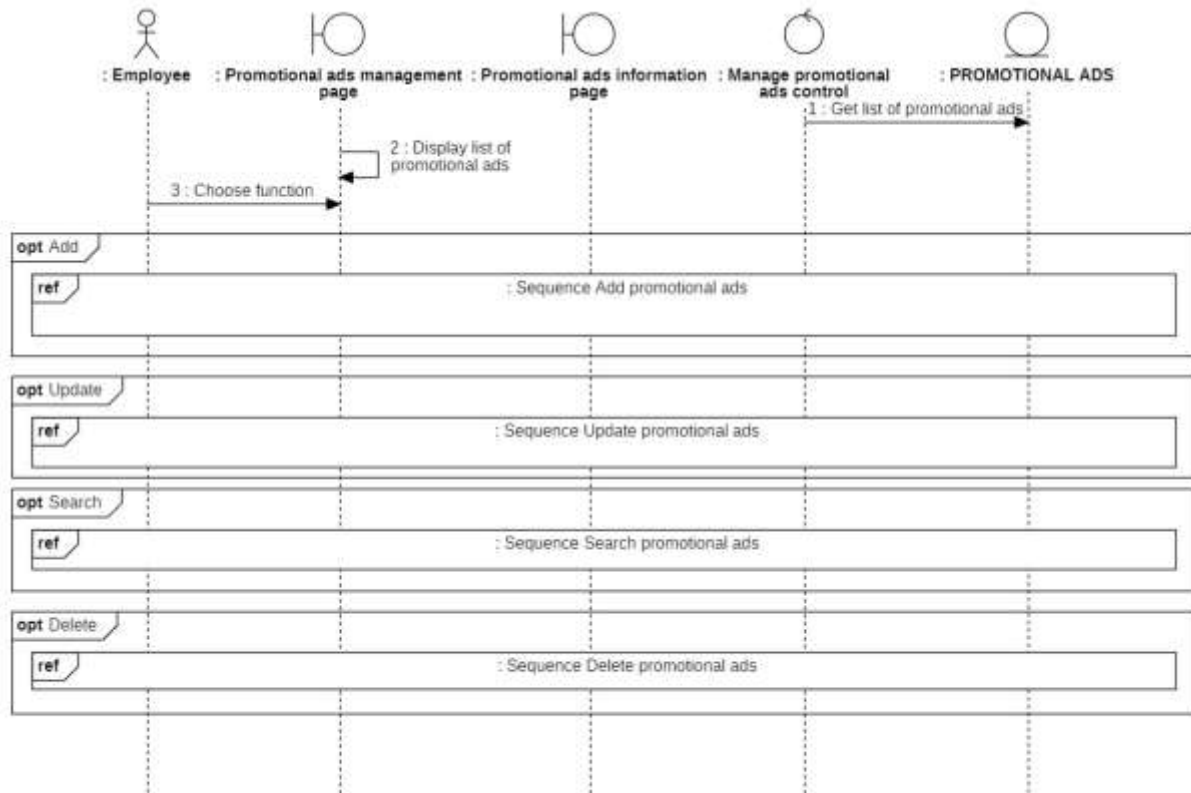 : Employee
: Promotional ads management
page
: Promotional ads information
page
: Manage promotional
ads control
: PROMOTIONAL ADS
1 : Get list of promotional ads
2 : Display list of
promotional ads
3 : Choose function
opt Add
ref
: Sequence Add promotional ads
opt Update
ref
: Sequence Update promotional ads
opt Search
ref
: Sequence Search promotional ads
opt Delete
ref
: Sequence Delete promotional ads